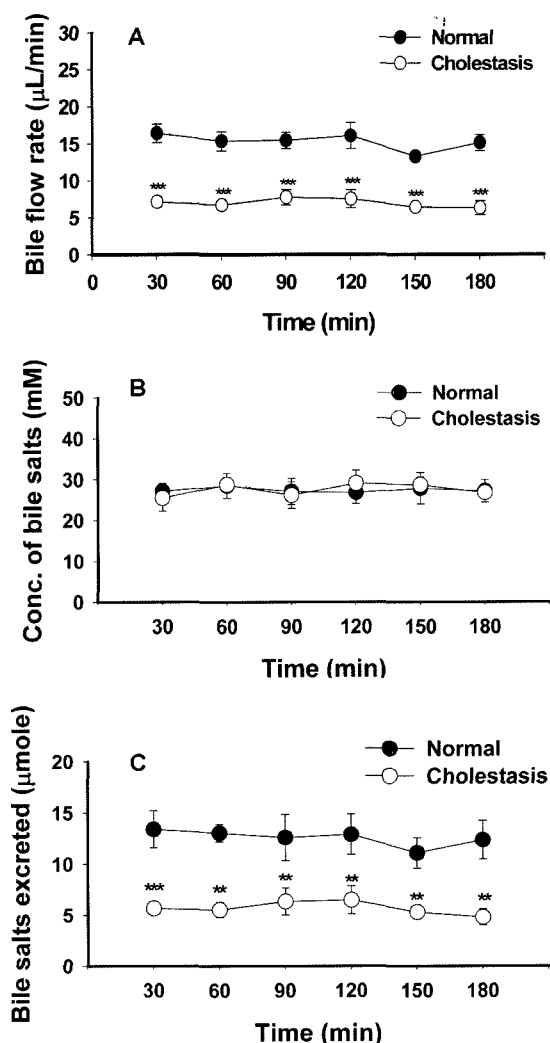 A
Normal
Cholestasis
Bile flow rate (μL/min)
30
25
20
15
10
5
0
*** *** *** *** *** ***
0 30 60 90 120 150 180
Time (min)
B
Normal
Cholestasis
Conc. of bile salts (mM)
50
40
30
20
10
0
30 60 90 120 150 180
Time (min)
C
Normal
Cholestasis
Bile salts excreted (μmole)
20
15
10
5
0
*** ** ** ** ** **
30 60 90 120 150 180
Time (min)